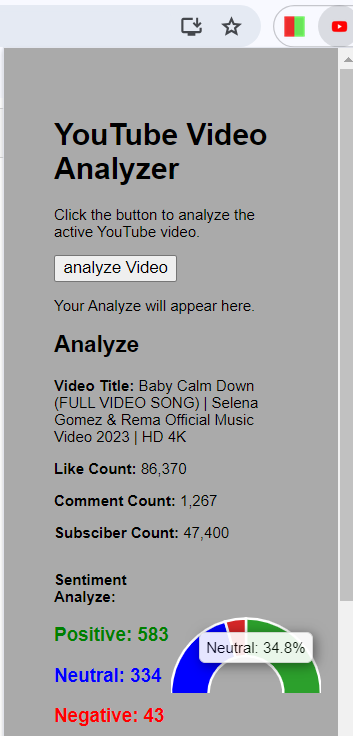 YouTube Video
Analyzer
Click the button to analyze the
active YouTube video.
analyze Video
Your Analyze will appear here.
Analyze
Video Title: Baby Calm Down
(FULL VIDEO SONG) | Selena
Gomez & Rema Official Music
Video 2023 | HD 4K
Like Count: 86,370
Comment Count: 1,267
Subsciber Count: 47,400
Sentiment
Analyze:
Positive: 583
Neutral: 34.8%
Neutral: 334
Negative: 43